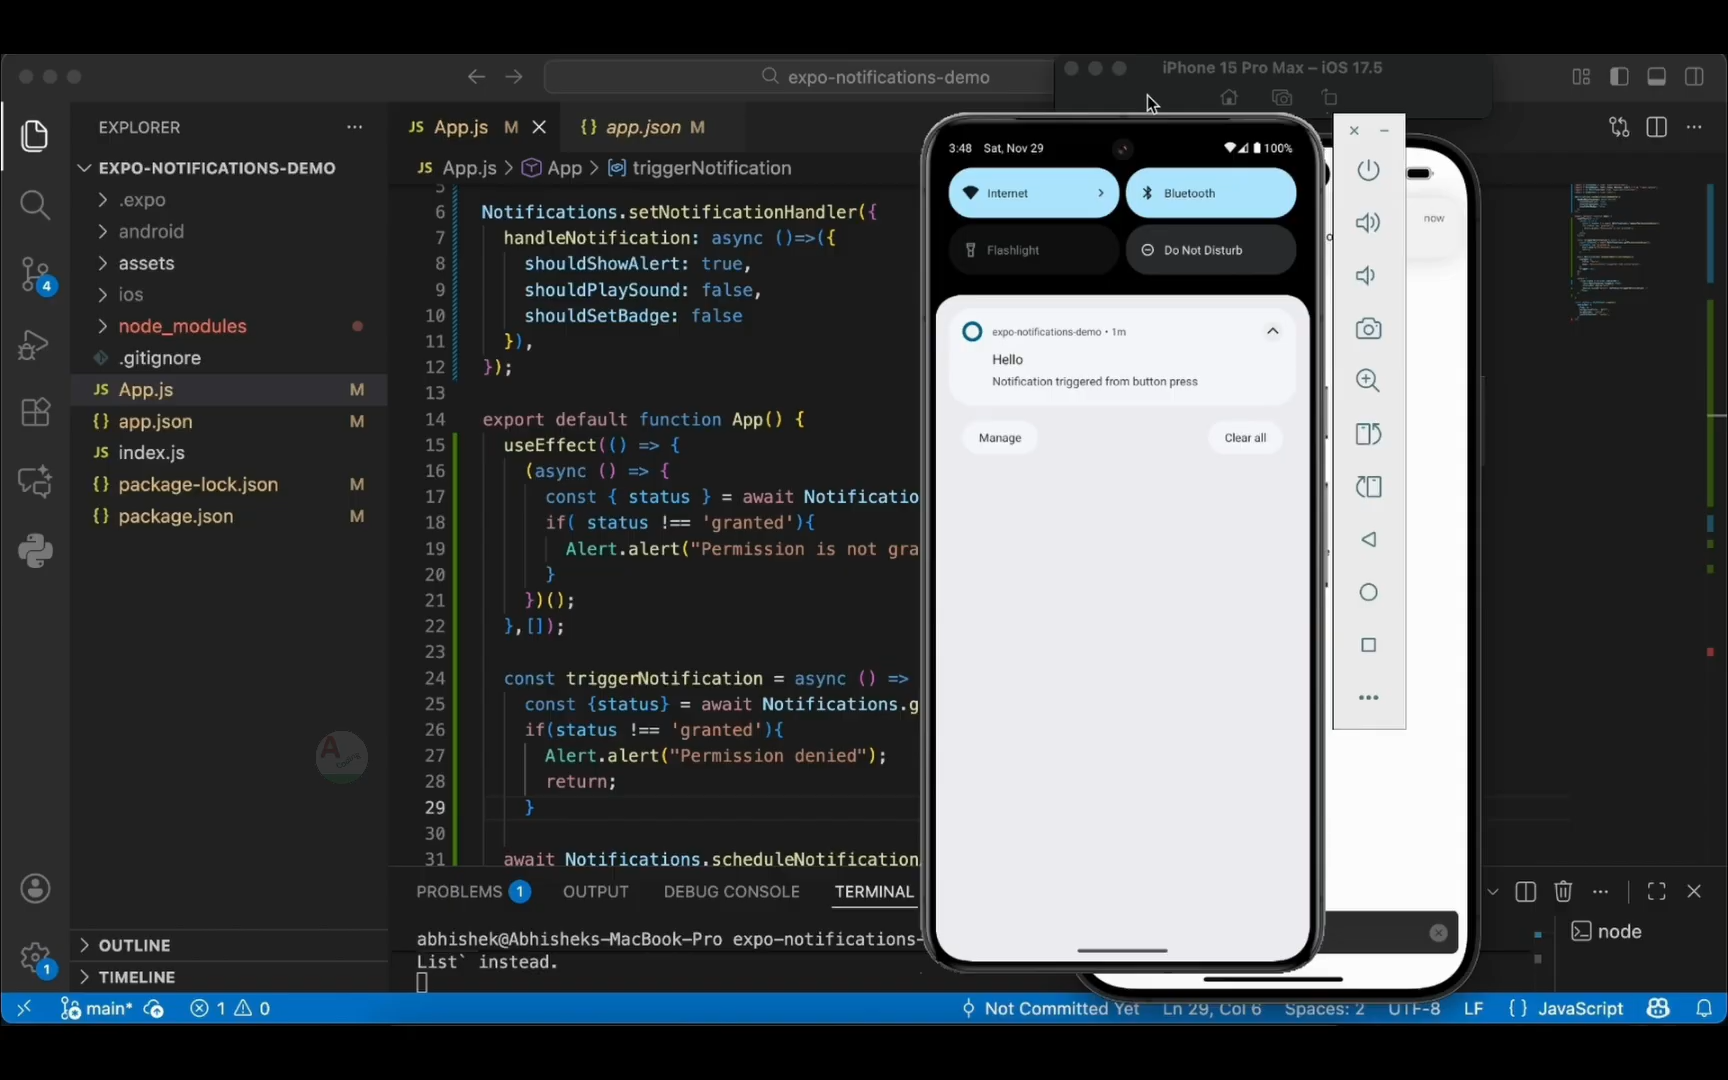 expo-notifications-demo
iPhone 15 Pro Max – iOS 17.5
EXPLORER
EXPO-NOTIFICATIONS-DEMO
.expo
android
assets
ios
node_modules
.gitignore
JS App.js M
{} app.json M
JS index.js
{} package-lock.json M
{} package.json M
OUTLINE
TIMELINE
4
1
JS App.js M
{} app.json M
JS App.js > App > triggerNotification
5
6 Notifications.setNotificationHandler({
7 handleNotification: async ()=>({
8 shouldShowAlert: true,
9 shouldPlaySound: false,
10 shouldSetBadge: false
11 }),
12 });
13
14 export default function App() {
15 useEffect(() => {
16 (async () => {
17 const { status } = await Notificatio
18 if( status !== 'granted'){
19 Alert.alert("Permission is not gra
20 }
21 })();
22 },[]);
23
24 const triggerNotification = async () =>
25 const {status} = await Notifications.g
26 if(status !== 'granted'){
27 Alert.alert("Permission denied");
28 return;
29 }
30
31 await Notifications.scheduleNotification
PROBLEMS 1 OUTPUT DEBUG CONSOLE TERMINAL
abhishek@Abhisheks-MacBook-Pro expo-notifications-
List` instead.
node
3:48 Sat, Nov 29 100%
Internet
Bluetooth
Flashlight
Do Not Disturb
expo-notifications-demo • 1m
Hello
Notification triggered from button press
Manage
Clear all
now
main* 1 0 Not Committed Yet Ln 29, Col 6 Spaces: 2 UTF-8 LF {} JavaScript